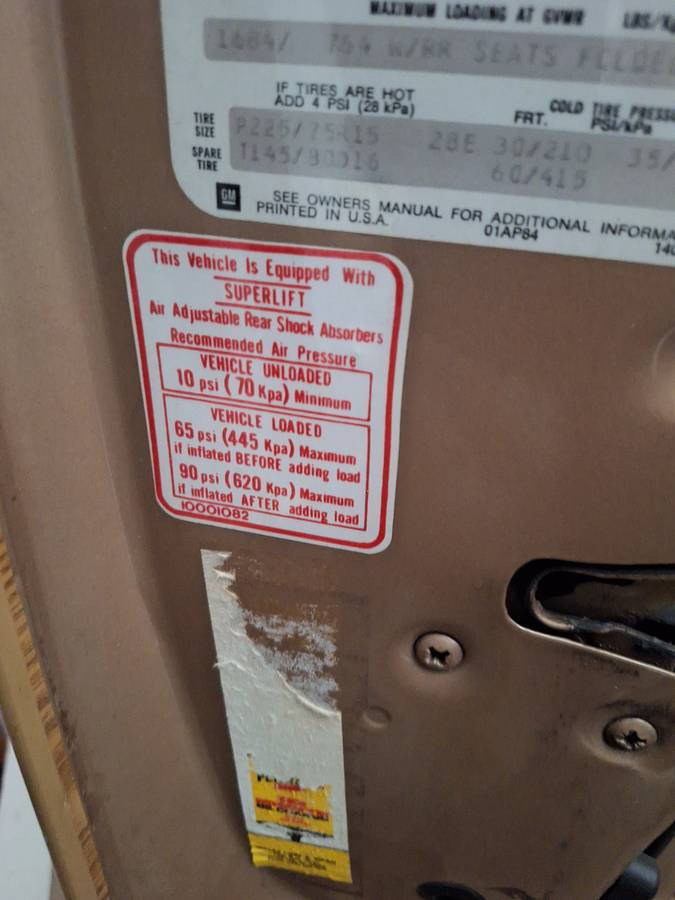 MAXIMUM LOADING AT GVWR LBS/
1684/ 764 W/RR SEATS FOLDE
IF TIRES ARE HOT
ADD 4 PSI (28 kPa)
COLD TIRE PRESS
FRT. PSI/kPa
TIRE SIZE P225/75R15 28E 30/210 35/
SPARE TIRE T145/80D16 60/415
GM
SEE OWNERS MANUAL FOR ADDITIONAL INFORMA
PRINTED IN U.S.A. 01AP84 140
This Vehicle Is Equipped With
SUPERLIFT
Air Adjustable Rear Shock Absorbers
Recommended Air Pressure
VEHICLE UNLOADED
10 psi (70 Kpa) Minimum
VEHICLE LOADED
65 psi (445 Kpa) Maximum
if inflated BEFORE adding load
90 psi (620 Kpa) Maximum
if inflated AFTER adding load
10001082